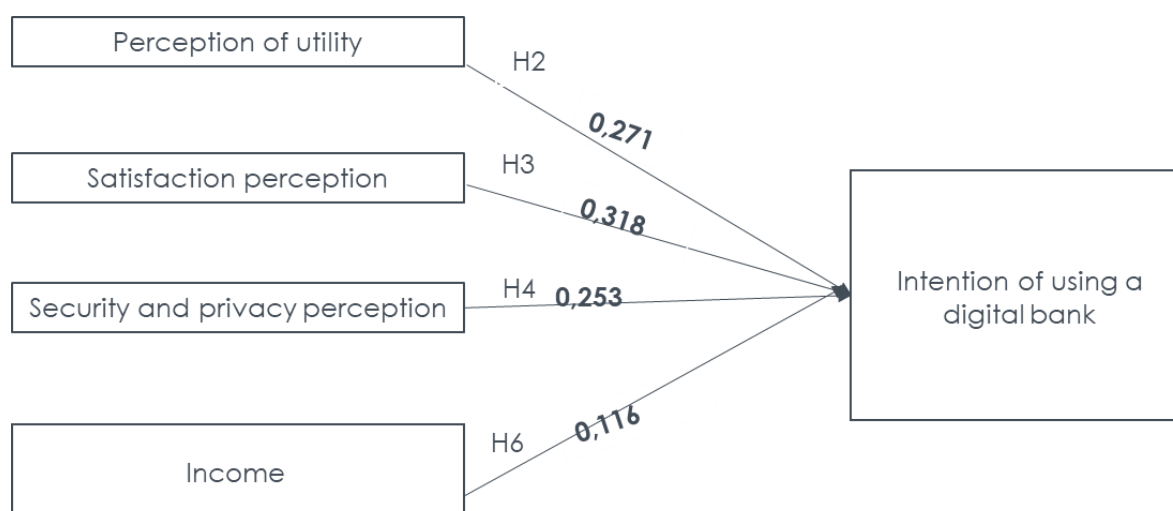 Perception of utility
H2
0,271
Satisfaction perception
H3
0,318
Security and privacy perception
H4
0,253
Income
H6
0,116
Intention of using a
digital bank